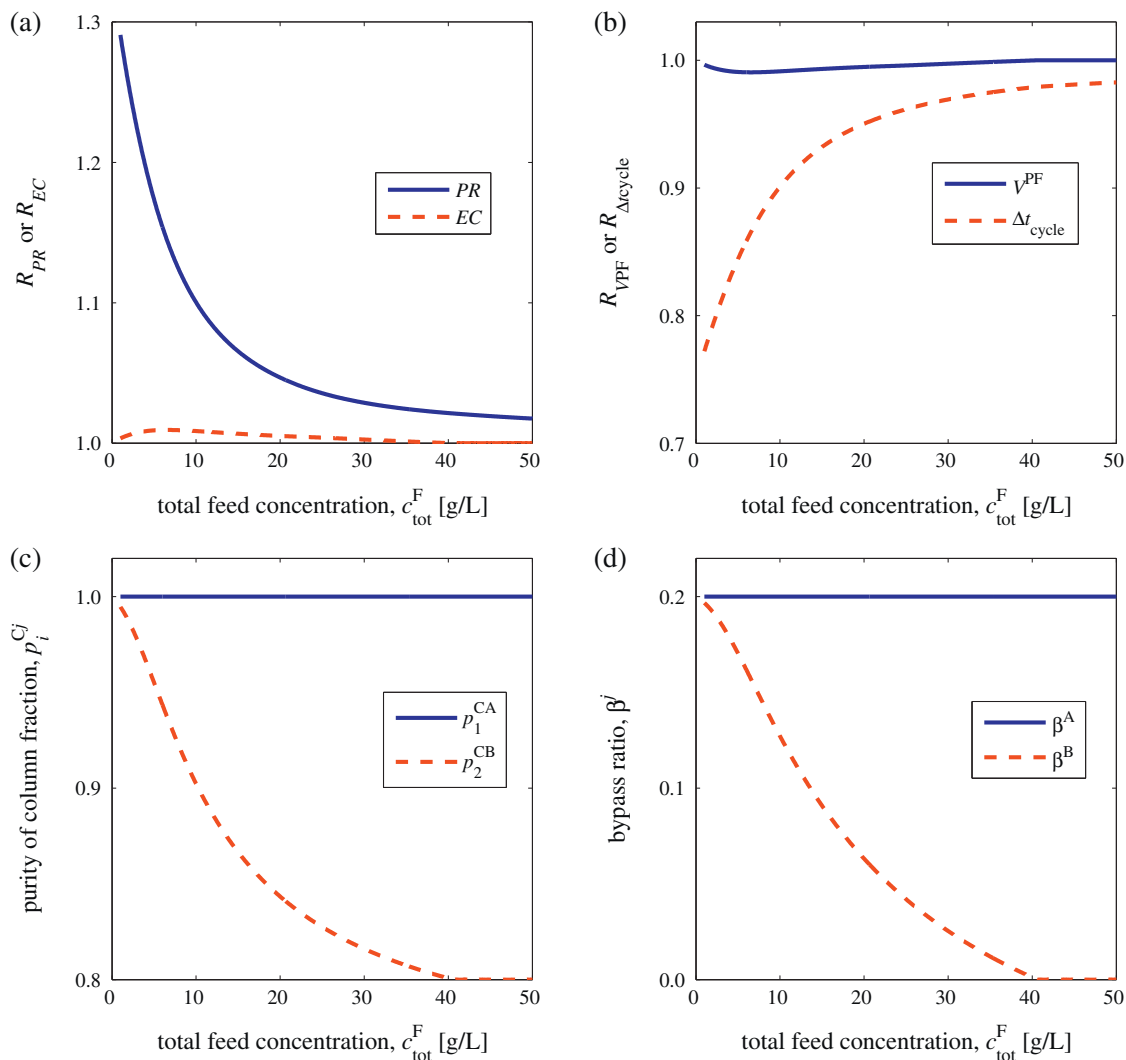 (a)
1.3
1.2
1.1
1.0
R_PR or R_EC
PR
EC
0 10 20 30 40 50
total feed concentration, c_tot^F [g/L]
(b)
1.0
0.9
0.8
0.7
R_VPF or R_Δtcycle
V^PF
Δt_cycle
0 10 20 30 40 50
total feed concentration, c_tot^F [g/L]
(c)
1.0
0.9
0.8
purity of column fraction, p_i^Cj
p_1^CA
p_2^CB
0 10 20 30 40 50
total feed concentration, c_tot^F [g/L]
(d)
0.2
0.1
0.0
bypass ratio, β^j
β^A
β^B
0 10 20 30 40 50
total feed concentration, c_tot^F [g/L]